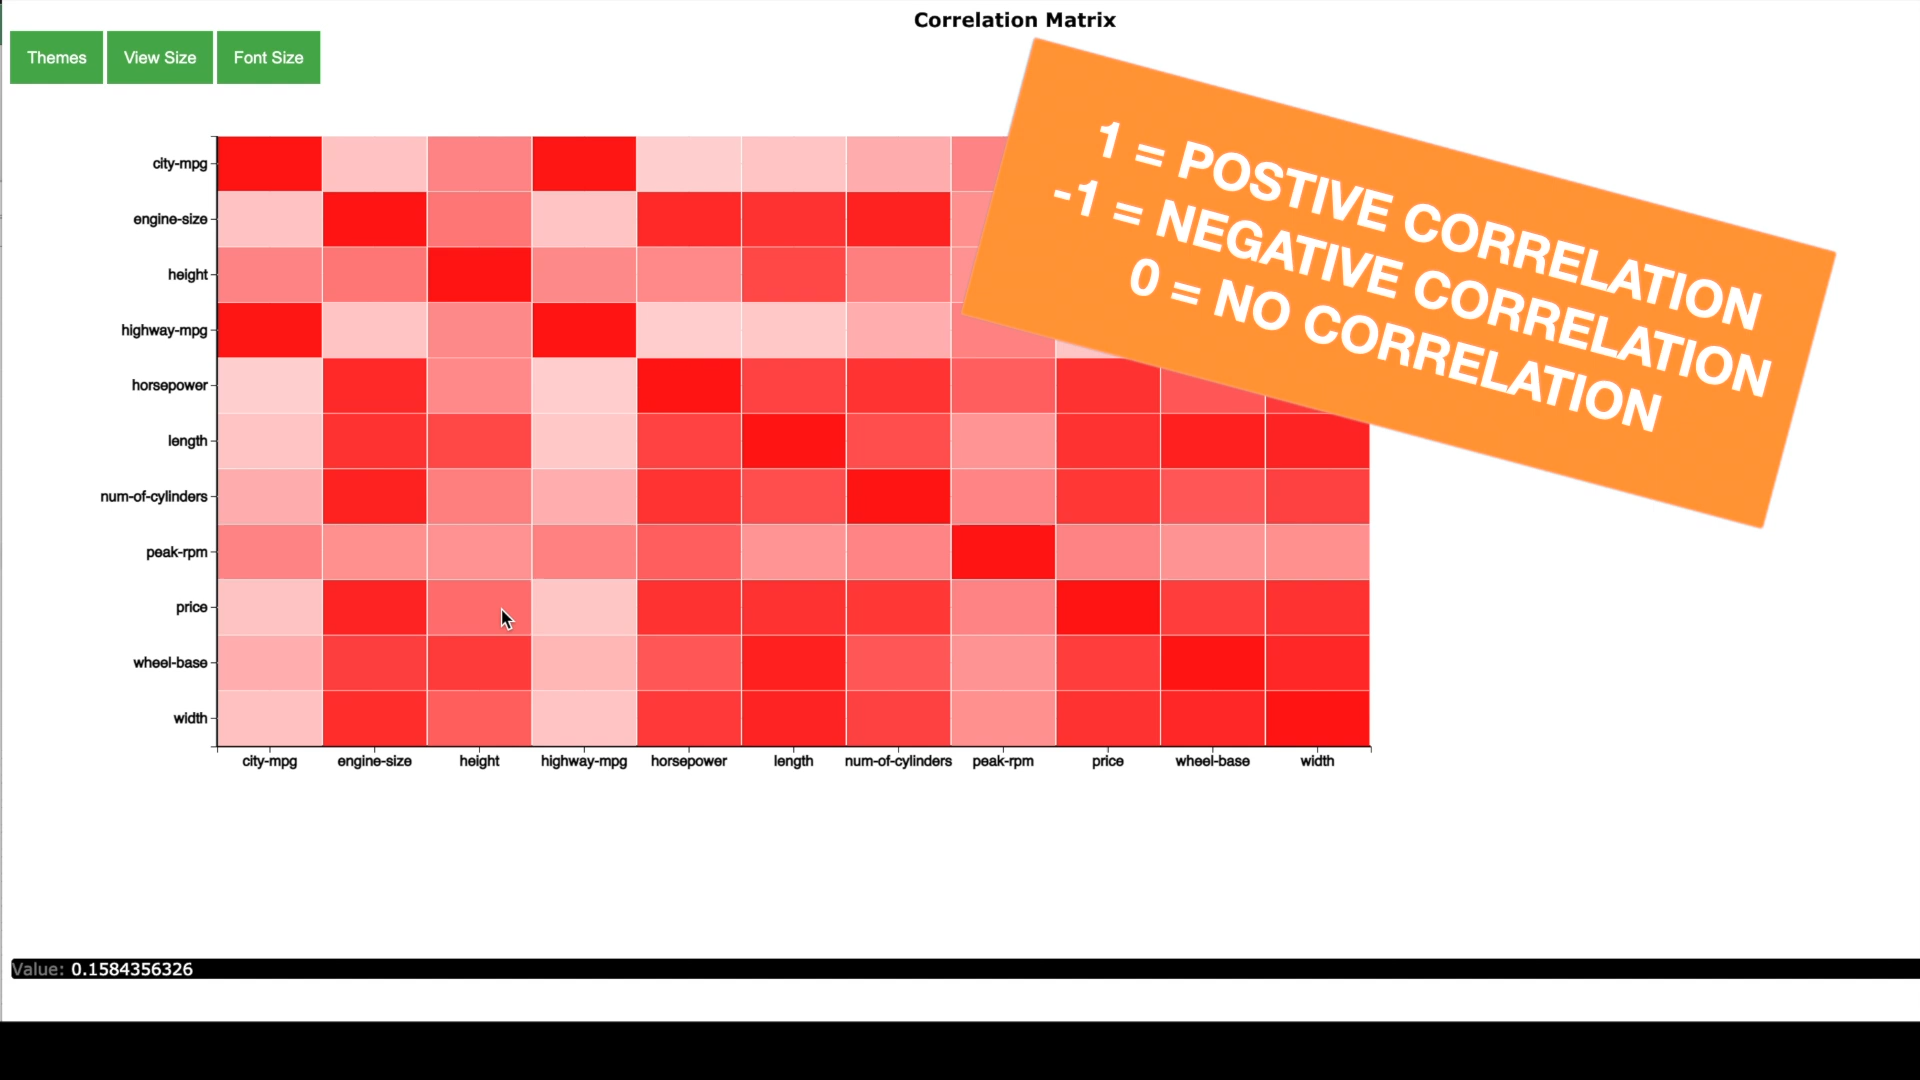 Correlation Matrix
Themes View Size Font Size
1 = POSTIVE CORRELATION
-1 = NEGATIVE CORRELATION
0 = NO CORRELATION
city-mpg
engine-size
height
highway-mpg
horsepower
length
num-of-cylinders
peak-rpm
price
wheel-base
width
city-mpg engine-size height highway-mpg horsepower length num-of-cylinders peak-rpm price wheel-base width
Value: 0.1584356326